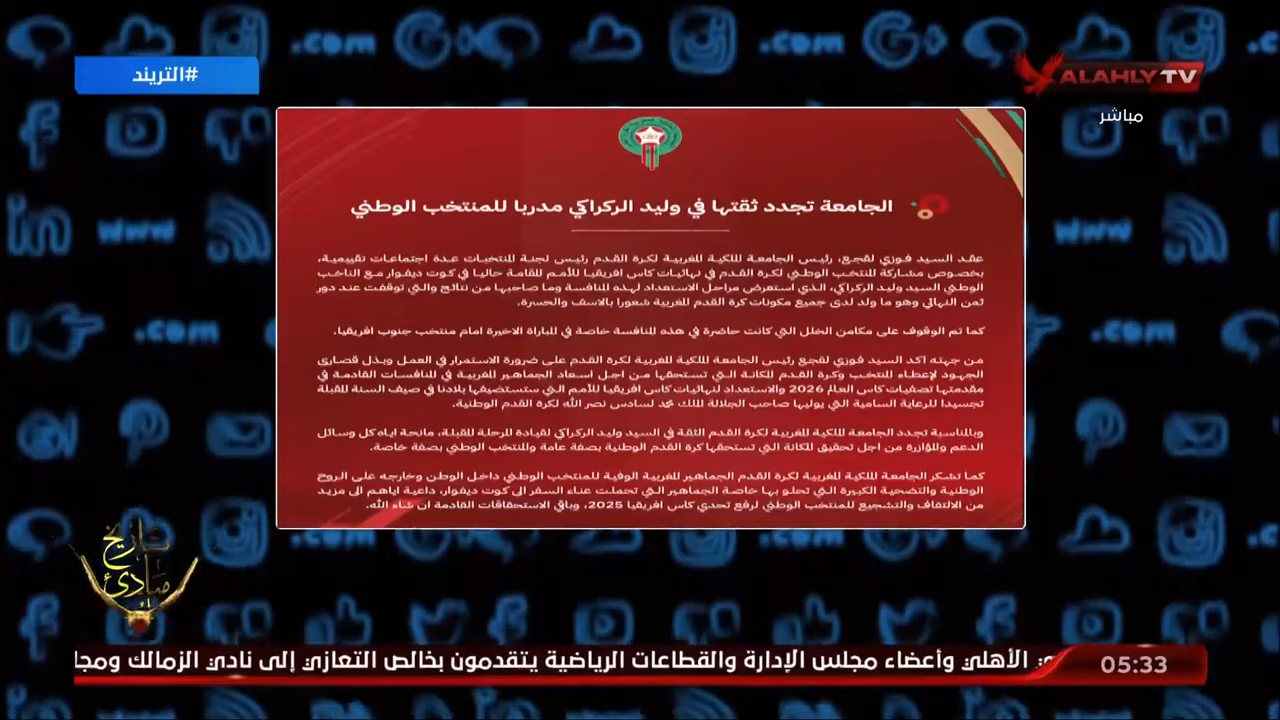 #التريند
ALAHLY TV
مباشر
الجامعة تجدد ثقتها في وليد الركراكي مدربا للمنتخب الوطني
عقد السيد فوزي لقجع، رئيس الجامعة الملكية المغربية لكرة القدم رئيس لجنة المنتخبات عدة اجتماعات تقييمية،
بخصوص مشاركة المنتخب الوطني لكرة القدم في نهائيات كاس افريقيا للأمم المقامة حاليا في كوت ديفوار مع الناخب
الوطني السيد وليد الركراكي، الذي استعرض مراحل الاستعداد لهذه المنافسة وما صاحبها من نتائج والتي توقفت عند دور
ثمن النهائي وهو ما ولد لدى جميع مكونات كرة القدم المغربية شعورا بالاسف والحسرة.
كما تم الوقوف على مكامن الخلل التي كانت حاضرة في هذه المنافسة خاصة في المباراة الاخيرة امام منتخب جنوب افريقيا.
من جهته اكد السيد فوزي لقجع رئيس الجامعة الملكية المغربية لكرة القدم على ضرورة الاستمرار في العمل وبذل قصارى
الجهود لإعطاء المنتخب وكرة القدم المكانة التي تستحقها من اجل اسعاد الجماهير المغربية في المنافسات القادمة في
مقدمتها تصفيات كاس العالم 2026 والاستعداد لنهائيات كاس افريقيا للأمم التي ستستضيفها بلادنا في صيف السنة المقبلة
تجسيدا للرعاية السامية التي يوليها صاحب الجلالة الملك محمد لسادس نصر الله لكرة القدم الوطنية.
وبالمناسبة تجدد الجامعة الملكية المغربية لكرة القدم الثقة في السيد وليد الركراكي لقيادة المرحلة المقبلة، مانحة اياه كل وسائل
الدعم والمؤازرة من اجل تحقيق المكانة التي تستحقها كرة القدم الوطنية بصفة عامة والمنتخب الوطني بصفة خاصة.
كما تشكر الجامعة الملكية المغربية لكرة القدم الجماهير المغربية الوفية للمنتخب الوطني داخل الوطن وخارجه على الروح
الوطنية والتضحية الكبيرة التي تحلو بها خاصة الجماهير التي تحملت عناء السفر الى كوت ديفوار، داعية اياهم الى مزيد
من الالتفاف والتشجيع للمنتخب الوطني لرفع تحدي كاس افريقيا 2025، وباقي الاستحقاقات القادمة ان شاء الله.
تاريخ
مبادئ
الأهلي وأعضاء مجلس الإدارة والقطاعات الرياضية يتقدمون بخالص التعازي إلى نادي الزمالك
05:33